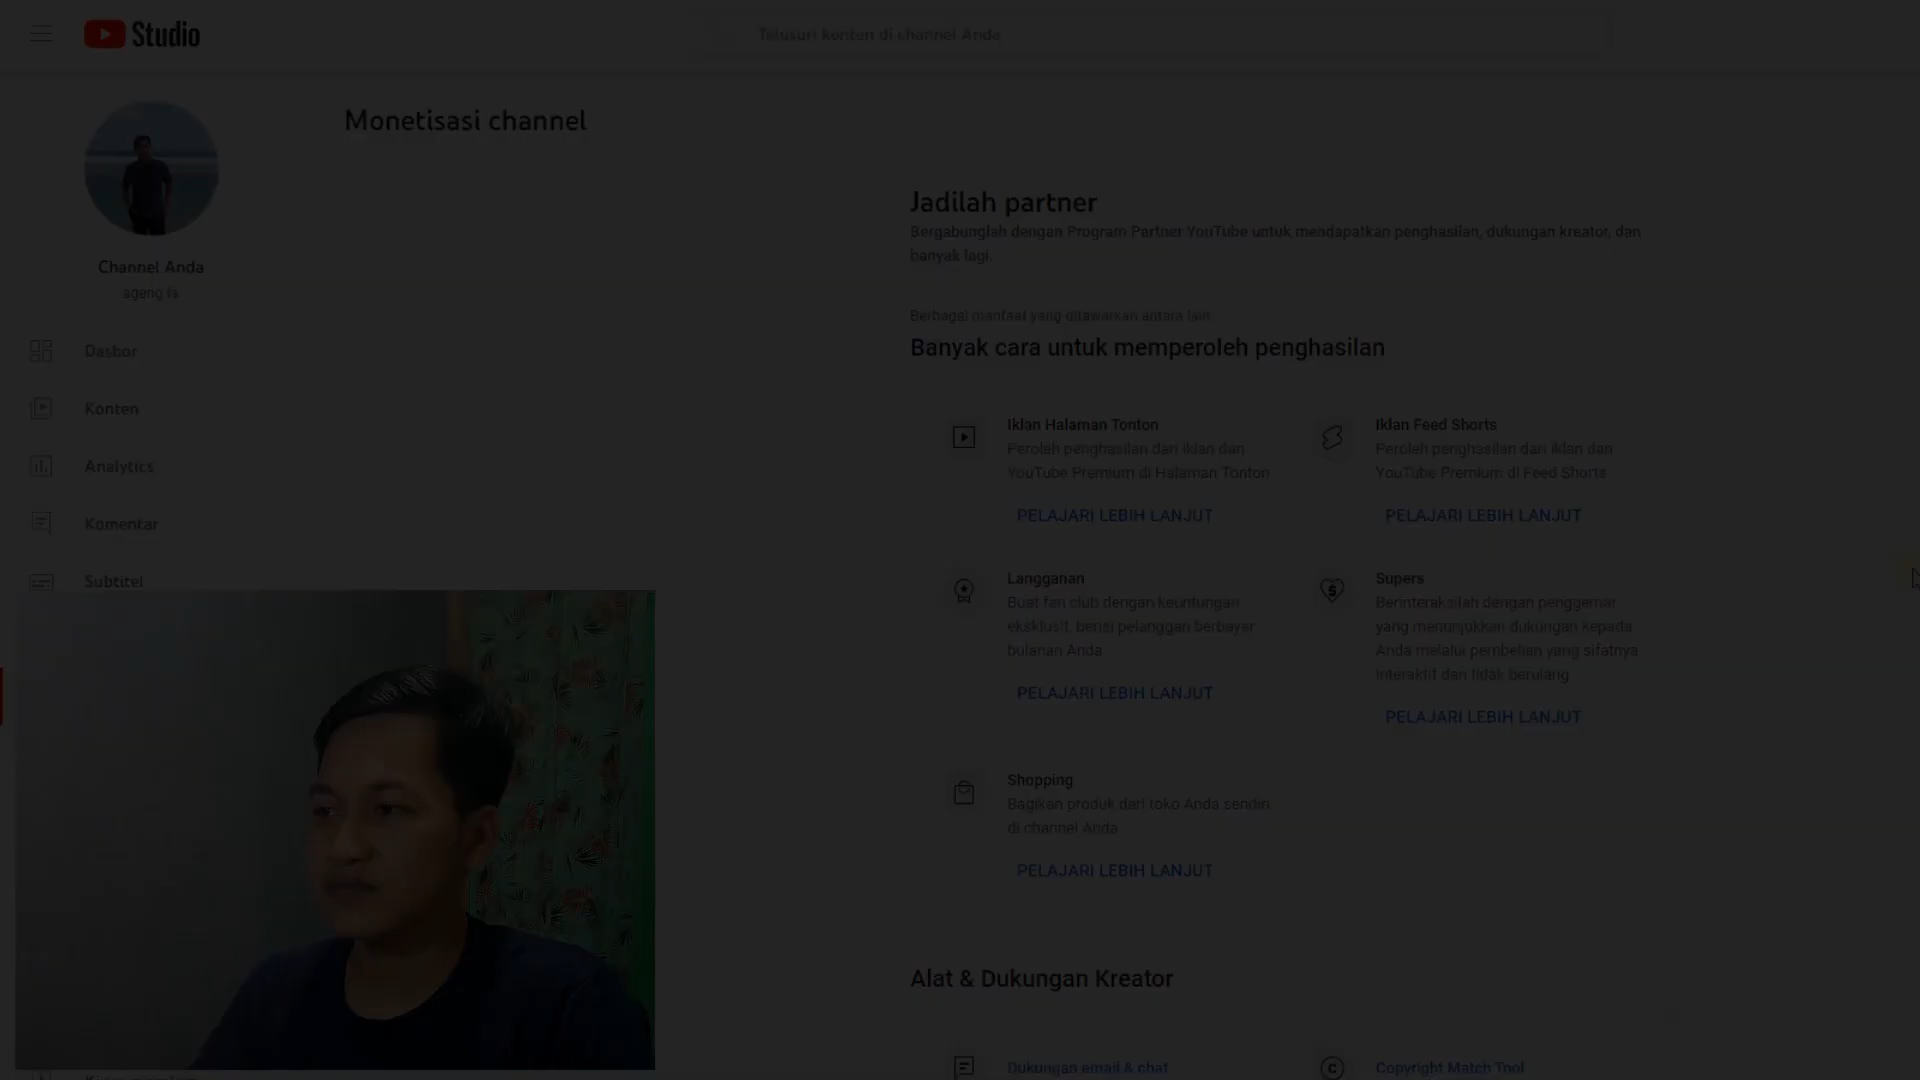 Studio
Telusuri konten di channel Anda
Monetisasi channel
Channel Anda
ageng fs
Dasbor
Konten
Analytics
Komentar
Subtitel
Jadilah partner
Bergabunglah dengan Program Partner YouTube untuk mendapatkan penghasilan, dukungan kreator, dan
banyak lagi.
Berbagai manfaat yang ditawarkan antara lain:
Banyak cara untuk memperoleh penghasilan
Iklan Halaman Tonton
Peroleh penghasilan dari iklan dan
YouTube Premium di Halaman Tonton
PELAJARI LEBIH LANJUT
Iklan Feed Shorts
Peroleh penghasilan dari iklan dan
YouTube Premium di Feed Shorts
PELAJARI LEBIH LANJUT
Langganan
Buat fan club dengan keuntungan
eksklusif, berisi pelanggan berbayar
bulanan Anda
PELAJARI LEBIH LANJUT
Supers
Berinteraksilah dengan penggemar
yang menunjukkan dukungan kepada
Anda melalui pembelian yang sifatnya
interaktif dan tidak berulang
PELAJARI LEBIH LANJUT
Shopping
Bagikan produk dari toko Anda sendiri
di channel Anda
PELAJARI LEBIH LANJUT
Alat & Dukungan Kreator
Dukungan email & chat
Copyright Match Tool